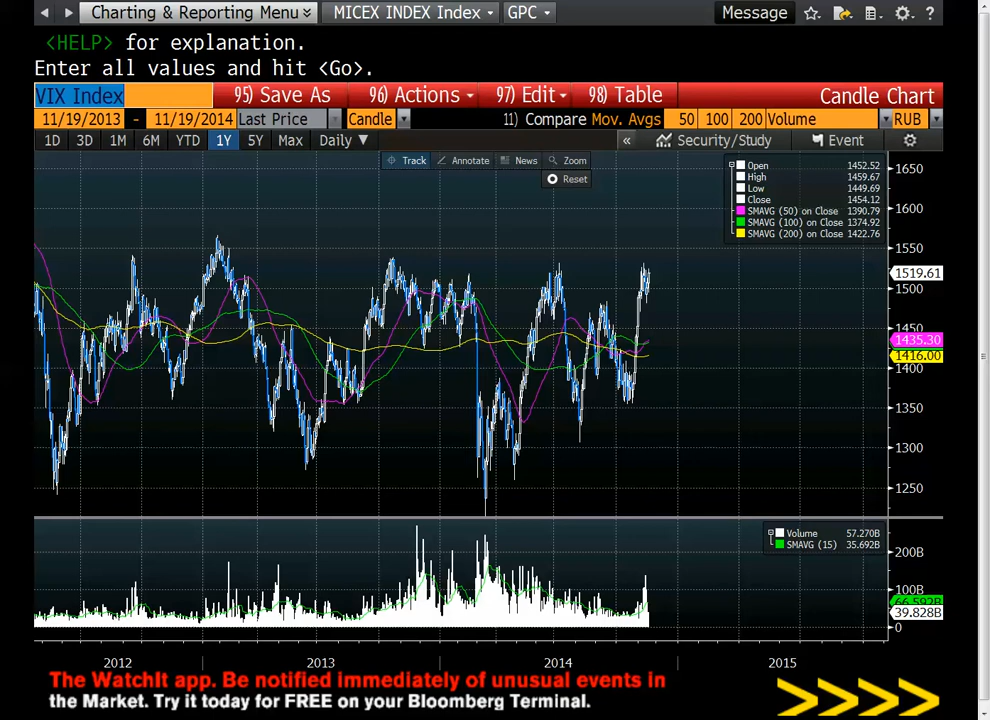 Charting & Reporting Menu MICEX INDEX Index GPC Message ?
<HELP> for explanation.
Enter all values and hit <Go>.
VIX Index 95) Save As 96) Actions 97) Edit 98) Table Candle Chart
11/19/2013 - 11/19/2014 Last Price Candle 11) Compare Mov. Avgs 50 100 200 Volume RUB
1D 3D 1M 6M YTD 1Y 5Y Max Daily « Security/Study Event
Track Annotate News Zoom
Reset
Open 1452.52
High 1459.67
Low 1449.69
Close 1454.12
SMAVG (50) on Close 1390.79
SMAVG (100) on Close 1374.92
SMAVG (200) on Close 1422.76
1650
1600
1550
1519.61
1500
1450
1435.30
1416.00
1400
1350
1300
1250
Volume 57.270B
SMAVG (15) 35.692B
200B
100B
39.828B
0
2012 2013 2014 2015
The WatchIt app. Be notified immediately of unusual events in
the Market. Try it today for FREE on your Bloomberg Terminal.